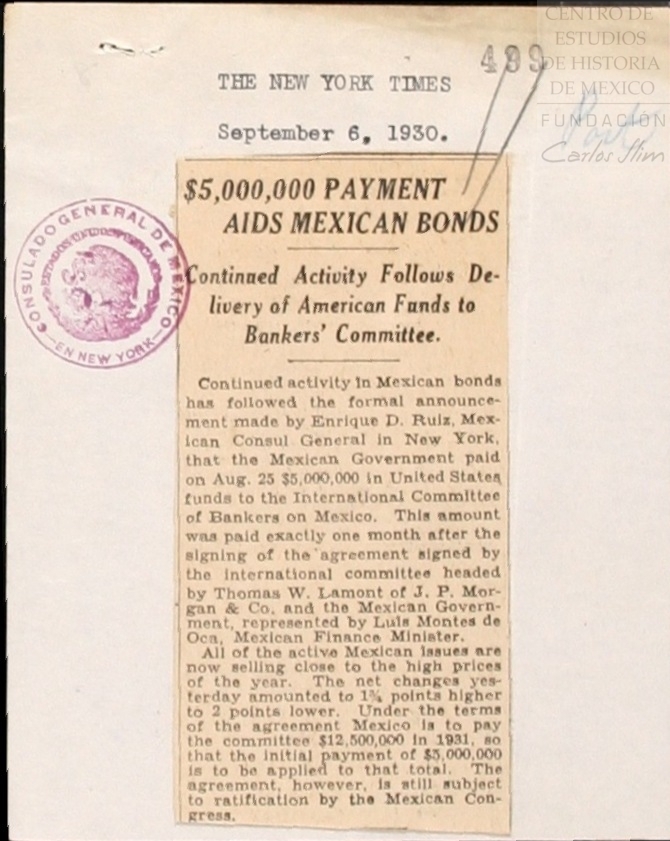 CENTRO DE
ESTUDIOS
DE HISTORIA
DE MEXICO
FUNDACIÓN
Carlos Slim
499
THE NEW YORK TIMES
September 6, 1930.
CONSULADO GENERAL DE MEXICO
EN NEW YORK
$5,000,000 PAYMENT
AIDS MEXICAN BONDS
Continued Activity Follows De-
livery of American Funds to
Bankers' Committee.
Continued activity in Mexican bonds
has followed the formal announce-
ment made by Enrique D. Ruiz, Mex-
ican Consul General in New York,
that the Mexican Government paid
on Aug. 25 $5,000,000 in United States
funds to the International Committee
of Bankers on Mexico. This amount
was paid exactly one month after the
signing of the agreement signed by
the international committee headed
by Thomas W. Lamont of J. P. Mor-
gan & Co. and the Mexican Govern-
ment, represented by Luis Montes de
Oca, Mexican Finance Minister.
All of the active Mexican issues are
now selling close to the high prices
of the year. The net changes yes-
terday amounted to 1¾ points higher
to 2 points lower. Under the terms
of the agreement Mexico is to pay
the committee $12,500,000 in 1931, so
that the initial payment of $5,000,000
is to be applied to that total. The
agreement, however, is still subject
to ratification by the Mexican Con-
gress.